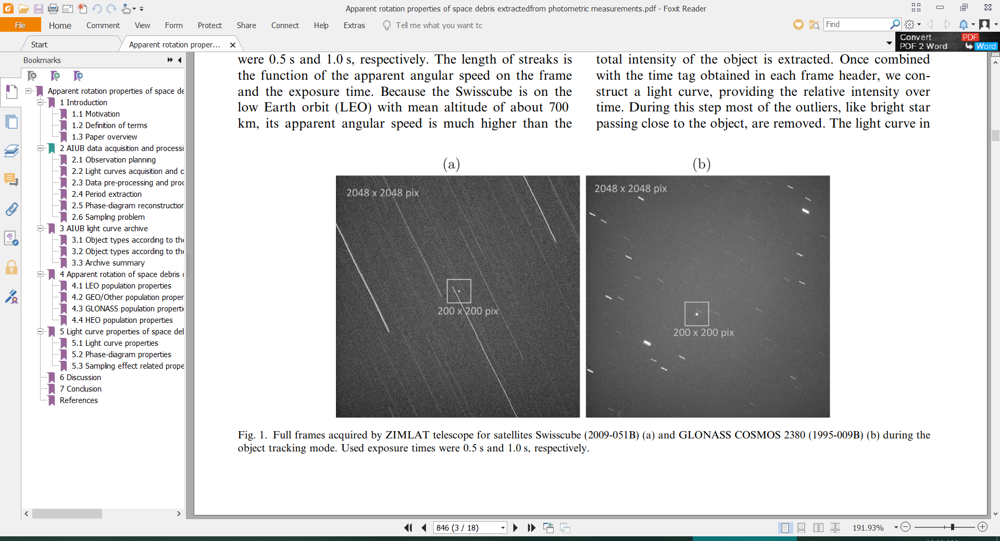 Apparent rotation properties of space debris extractedfrom photometric measurements.pdf - Foxit Reader
File Home Comment View Form Protect Share Connect Help Extras Tell me what you want to Find
Start Apparent rotation proper...
Convert PDF
PDF 2 Word Word
Bookmarks
Apparent rotation properties of space de
1 Introduction
1.1 Motivation
1.2 Definition of terms
1.3 Paper overview
2 AIUB data acquisition and processi
2.1 Observation planning
2.2 Light curves acquisition and c
2.3 Data pre-processing and proc
2.4 Period extraction
2.5 Phase-diagram reconstruction
2.6 Sampling problem
3 AIUB light curve archive
3.1 Object types according to the
3.2 Object types according to the
3.3 Archive summary
4 Apparent rotation of space debris
4.1 LEO population properties
4.2 GEO/Other population proper
4.3 GLONASS population properti
4.4 HEO population properties
5 Light curve properties of space deb
5.1 Light curve properties
5.2 Phase-diagram properties
5.3 Sampling effect related prope
6 Discussion
7 Conclusion
References
were 0.5 s and 1.0 s, respectively. The length of streaks is
the function of the apparent angular speed on the frame
and the exposure time. Because the Swisscube is on the
low Earth orbit (LEO) with mean altitude of about 700
km, its apparent angular speed is much higher than the
total intensity of the object is extracted. Once combined
with the time tag obtained in each frame header, we con-
struct a light curve, providing the relative intensity over
time. During this step most of the outliers, like bright star
passing close to the object, are removed. The light curve in
(a)
2048 x 2048 pix
200 x 200 pix
(b)
2048 x 2048 pix
200 x 200 pix
Fig. 1. Full frames acquired by ZIMLAT telescope for satellites Swisscube (2009-051B) (a) and GLONASS COSMOS 2380 (1995-009B) (b) during the
object tracking mode. Used exposure times were 0.5 s and 1.0 s, respectively.
846 (3 / 18)
191.93%